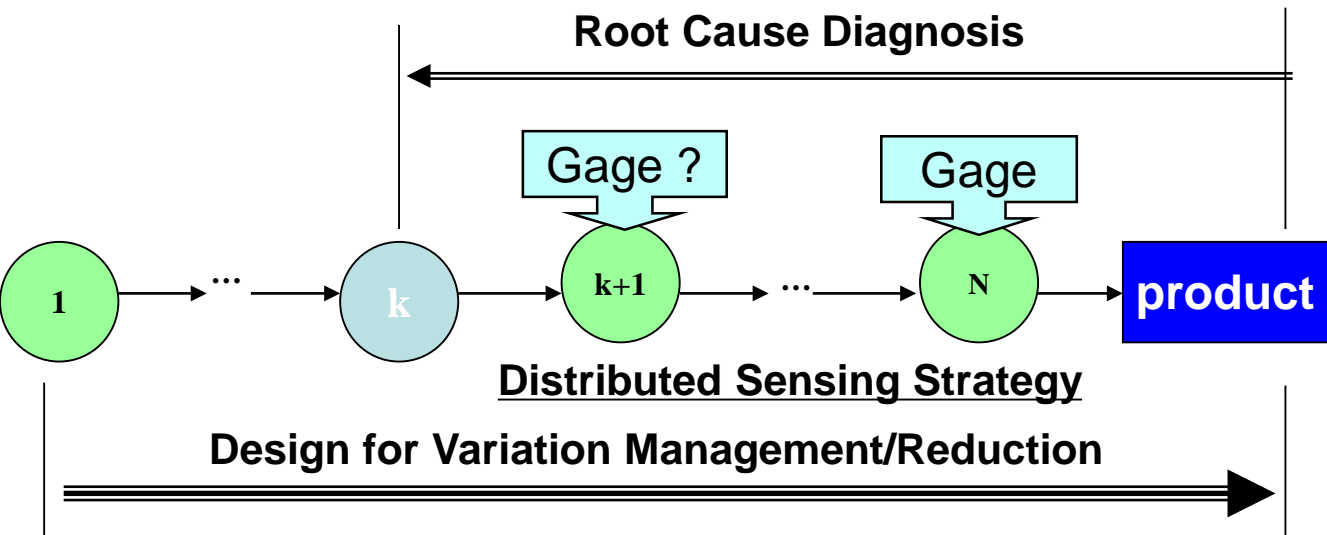 Root Cause Diagnosis
Gage ?
Gage
1
...
k
k+1
...
N
product
Distributed Sensing Strategy
Design for Variation Management/Reduction